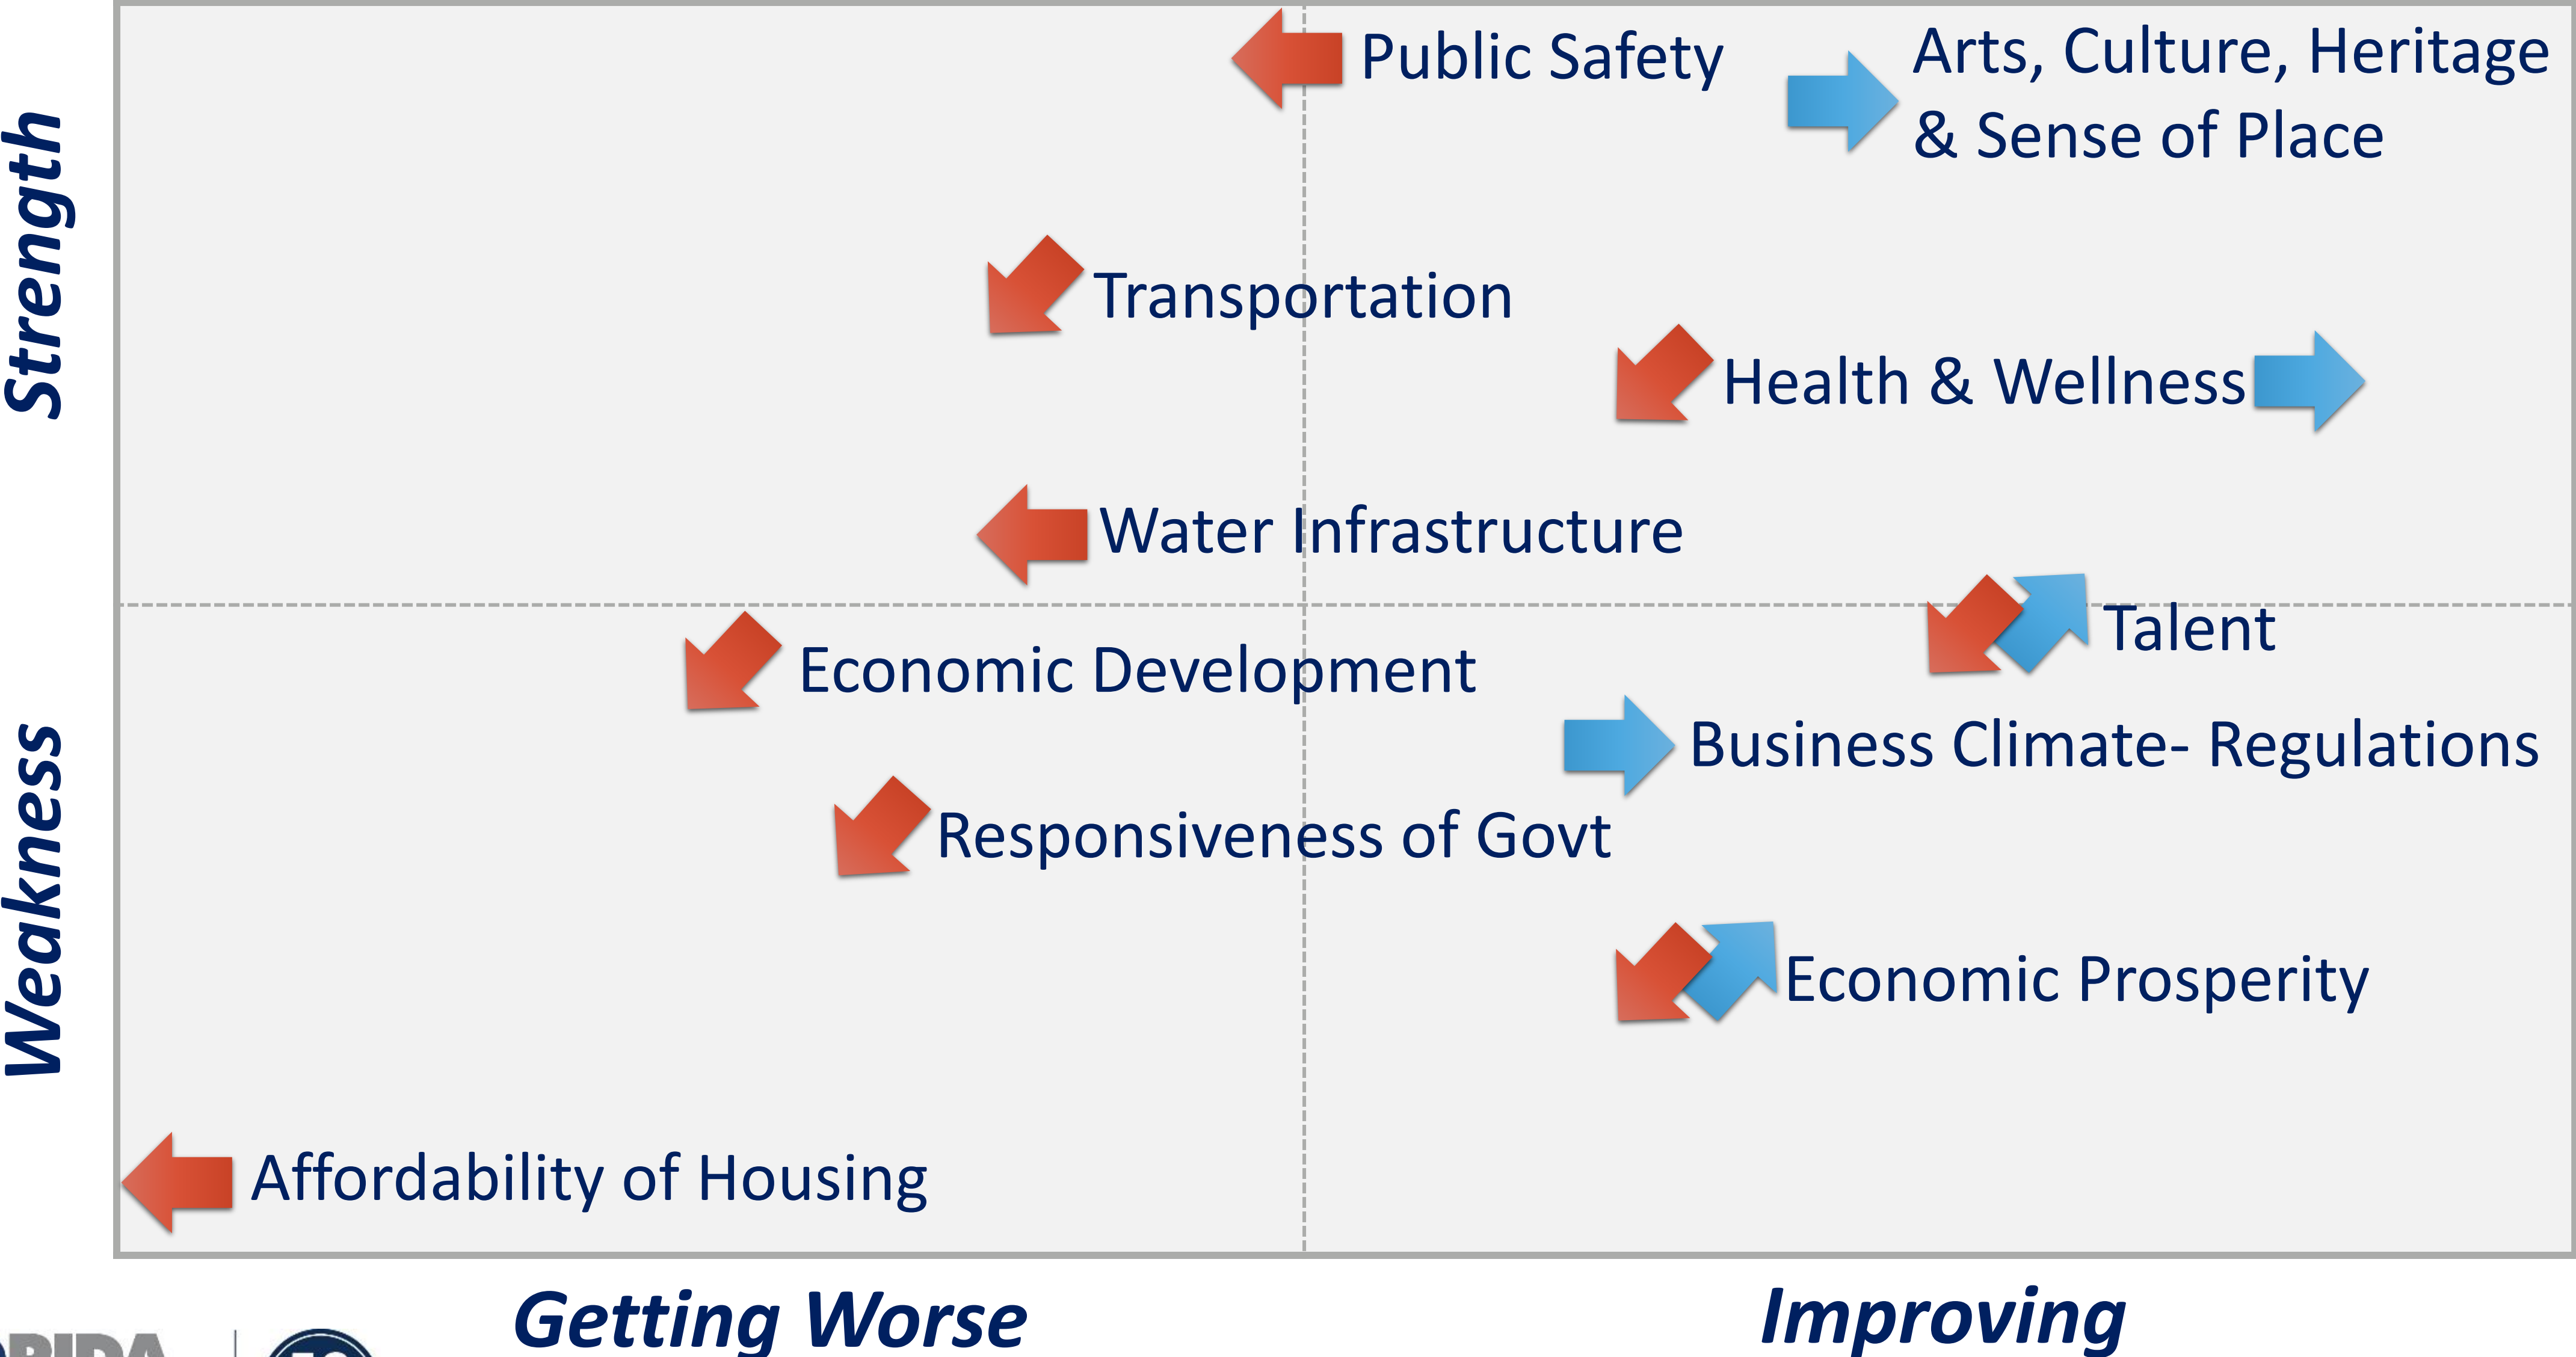 Strength
Weakness
Public Safety
Arts, Culture, Heritage
& Sense of Place
Transportation
Health & Wellness
Water Infrastructure
Talent
Economic Development
Business Climate- Regulations
Responsiveness of Govt
Economic Prosperity
Affordability of Housing
Getting Worse
Improving